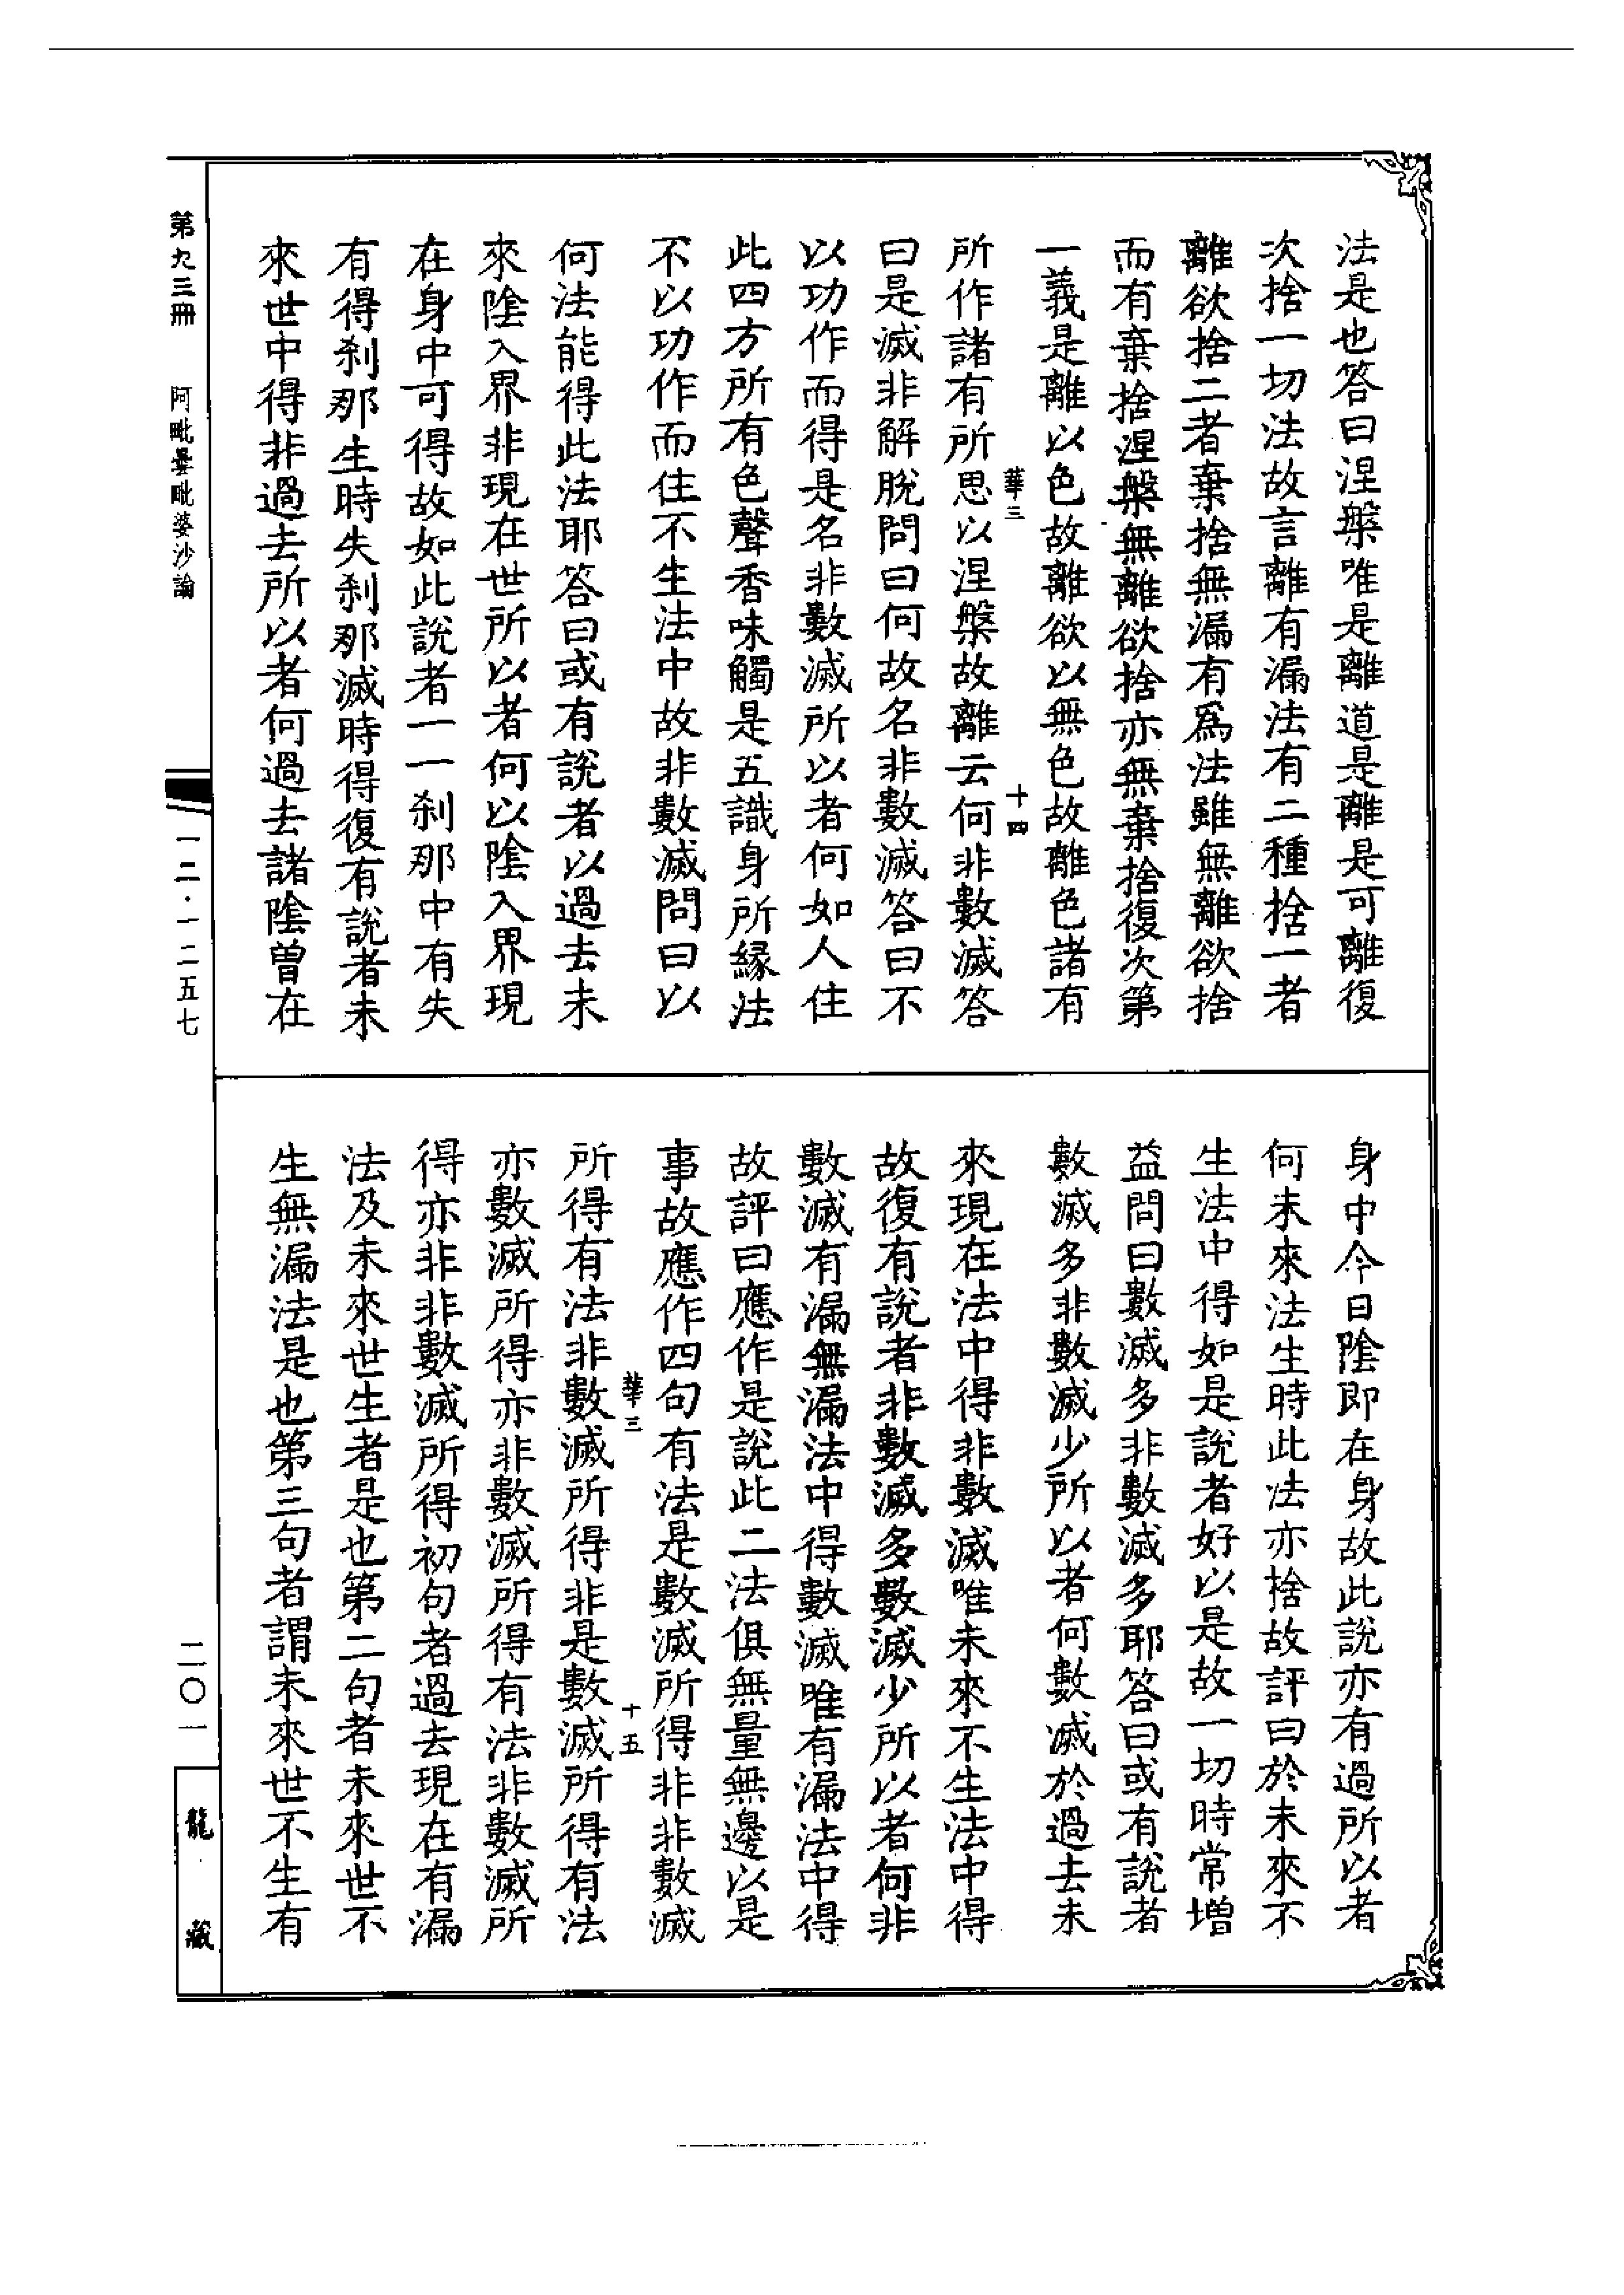 法是也答曰涅槃唯是離道是離是可離復
次捨一切法故言離有漏法有二種捨一者
離欲捨二者棄捨無漏有爲法雖無離欲捨
而有棄捨涅槃無離欲捨亦無棄捨復次第
一義是離以色故離欲以無色故離色諸有
華三
十四
所作諸有所思以涅槃故離云何非數滅答
曰是滅非解脫問曰何故名非數滅答曰不
以功作而得是名非數滅所以者何如人住
此四方所有色聲香味觸是五識身所縁法
不以功作而住不生法中故非數滅問曰以
何法能得此法耶答曰或有說者以過去未
來陰入界非現在世所以者何以陰入界現
在身中可得故如此說者一一刹那中有失
有得刹那生時失刹那滅時得復有說者未
來世中得非過去所以者何過去諸陰曾在
身中今日陰即在身故此說亦有過所以者
何未來法生時此法亦捨故評曰於未來不
生法中得如是說者好以是故一切時常增
益問曰數滅多非數滅多耶答曰或有說者
數滅多非數滅少所以者何數滅於過去未
來現在法中得非數滅唯未來不生法中得
故復有說者非數滅多數滅少所以者何非
數滅有漏無漏法中得數滅唯有漏法中得
故評曰應作是說此二法俱無量無邊以是
事故應作四句有法是數滅所得非非數滅
華三
十五
所得有法非數滅所得非是數滅所得有法
亦數滅所得亦非數滅所得有法非數滅所
得亦非非數滅所得初句者過去現在有漏
法及未來世生者是也第二句者未來世不
生無漏法是也第三句者謂未來世不生有
第九三冊
阿毗曇毗婆沙論
一二·一二五七
二〇一
龍藏